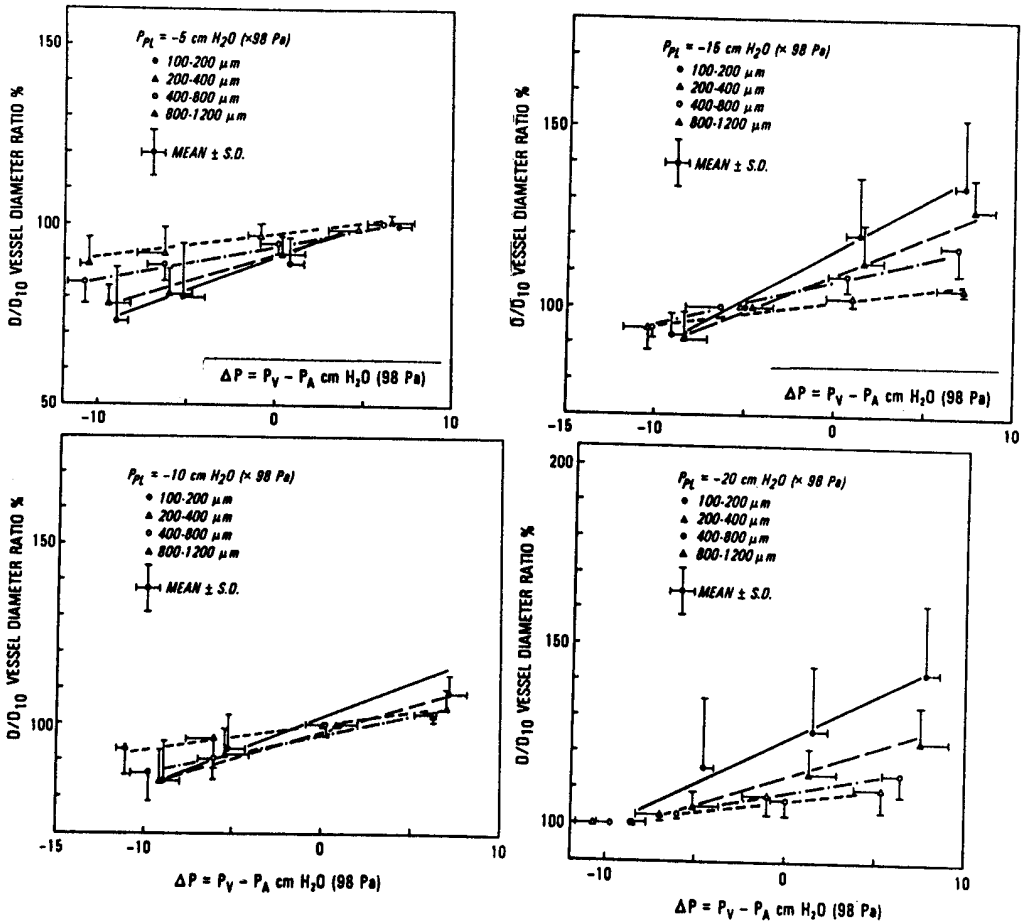 D/D10 VESSEL DIAMETER RATIO %
150
100
50
PPL = -5 cm H2O (×98 Pa)
100-200 μm
200-400 μm
400-800 μm
800-1200 μm
MEAN ± S.D.
ΔP = PV - PA cm H2O (98 Pa)
-10
0
10
D/D10 VESSEL DIAMETER RATIO %
150
100
PPL = -15 cm H2O (× 98 Pa)
100-200 μm
200-400 μm
400-800 μm
800-1200 μm
MEAN ± S.D.
ΔP = PV - PA cm H2O (98 Pa)
-15
-10
-5
0
10
D/D10 VESSEL DIAMETER RATIO %
150
100
PPL = -10 cm H2O (× 98 Pa)
100-200 μm
200-400 μm
400-800 μm
800-1200 μm
MEAN ± S.D.
-15
-10
0
10
ΔP = PV - PA cm H2O (98 Pa)
D/D10 VESSEL DIAMETER RATIO %
200
150
100
PPL = -20 cm H2O (× 98 Pa)
100-200 μm
200-400 μm
400-800 μm
800-1200 μm
MEAN ± S.D.
-10
0
10
ΔP = PV - PA cm H2O (98 Pa)